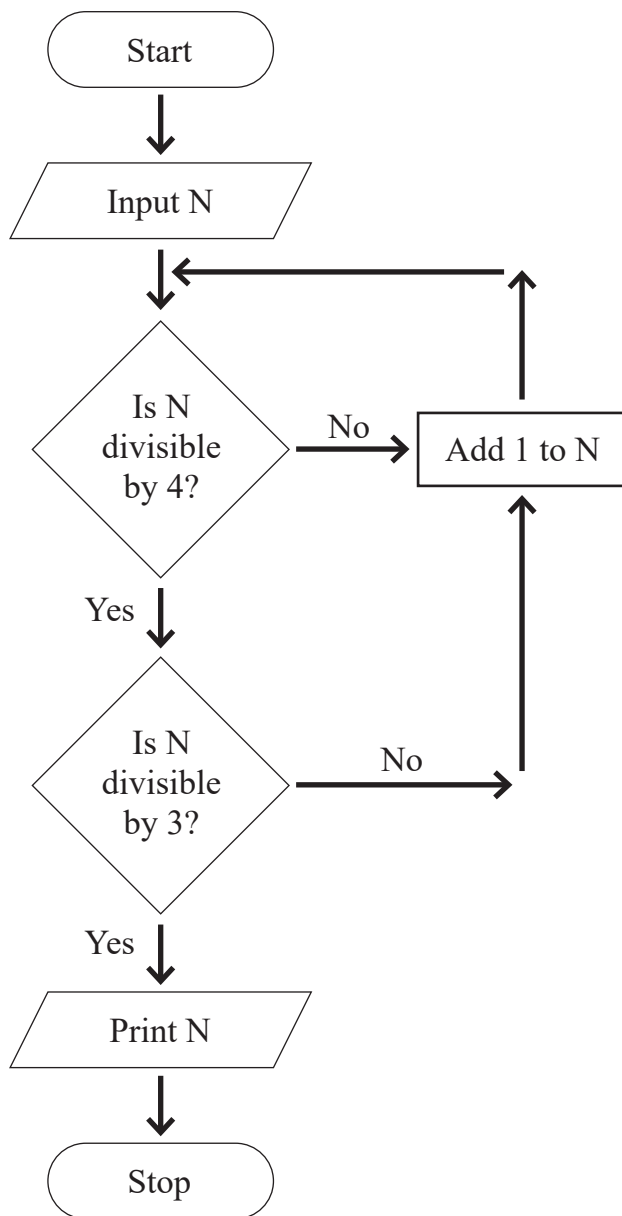 Start
Input N
Is N
divisible
by 4?
No
Add 1 to N
Yes
Is N
divisible
by 3?
No
Yes
Print N
Stop